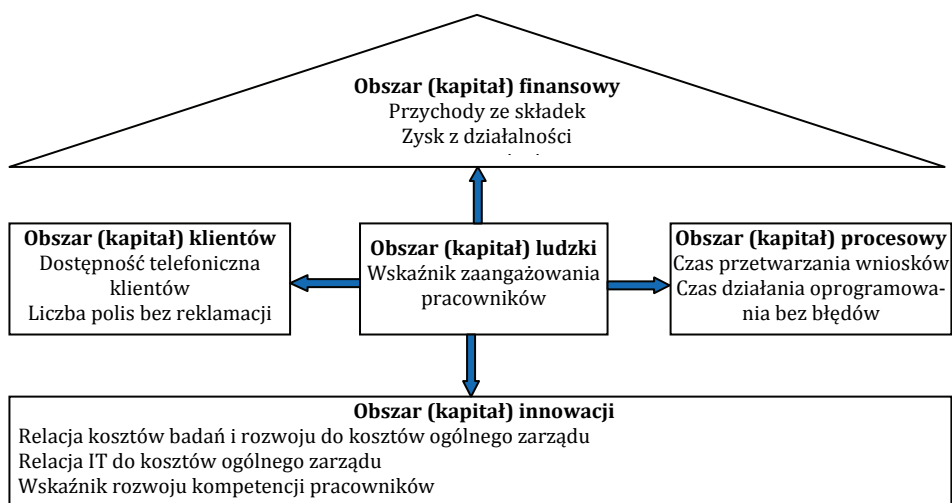 Obszar (kapitał) finansowy
Przychody ze składek
Zysk z działalności
Obszar (kapitał) klientów
Dostępność telefoniczna
klientów
Liczba polis bez reklamacji
Obszar (kapitał) ludzki
Wskaźnik zaangażowania
pracowników
Obszar (kapitał) procesowy
Czas przetwarzania wniosków
Czas działania oprogramowa-
nia bez błędów
Obszar (kapitał) innowacji
Relacja kosztów badań i rozwoju do kosztów ogólnego zarządu
Relacja IT do kosztów ogólnego zarządu
Wskaźnik rozwoju kompetencji pracowników